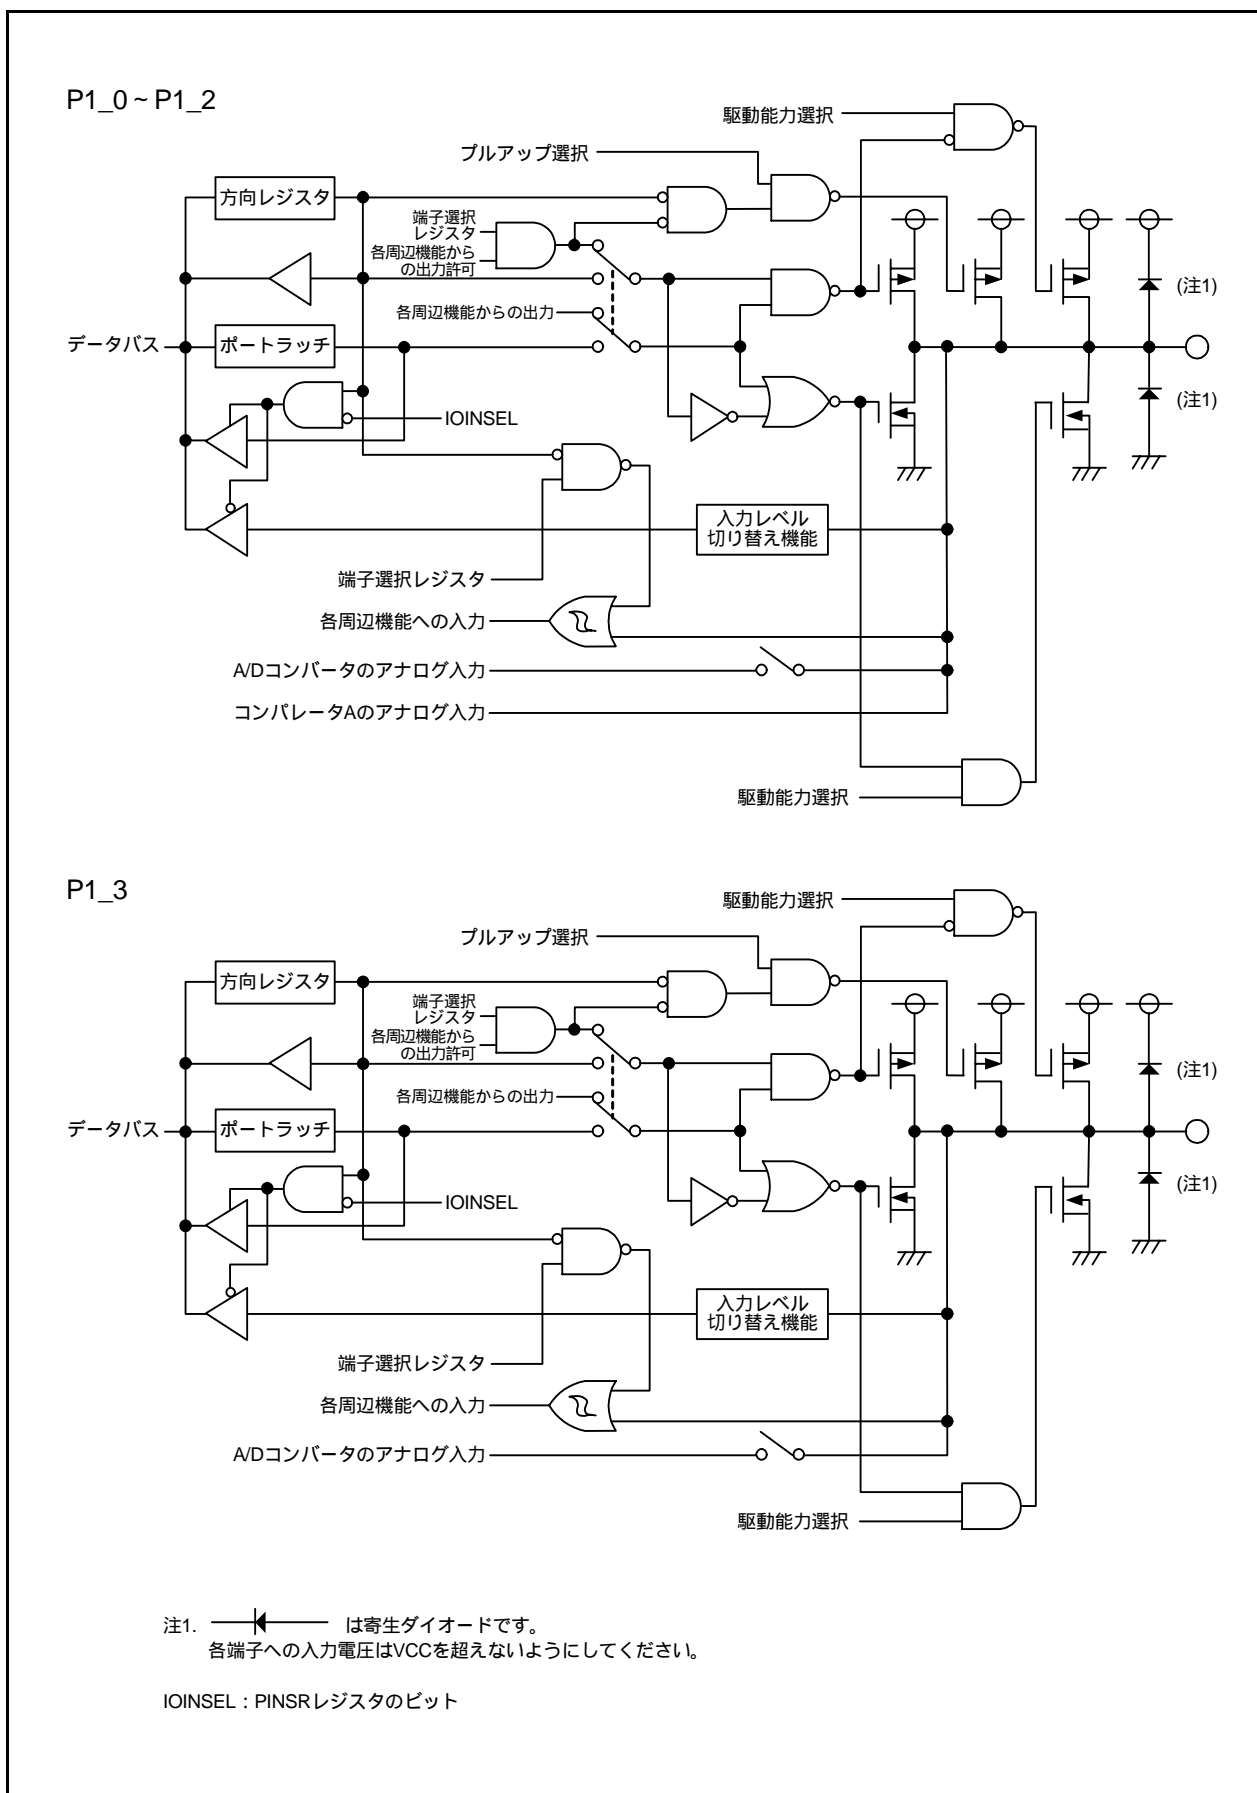 P1_0 ~ P1_2
駆動能力選択
プルアップ選択
方向レジスタ
端子選択
レジスタ
各周辺機能から
の出力許可
(注1)
各周辺機能からの出力
データバス
ポートラッチ
(注1)
IOINSEL
入力レベル
切り替え機能
端子選択レジスタ
各周辺機能への入力
A/Dコンバータのアナログ入力
コンパレータAのアナログ入力
駆動能力選択
P1_3
駆動能力選択
プルアップ選択
方向レジスタ
端子選択
レジスタ
各周辺機能から
の出力許可
(注1)
各周辺機能からの出力
データバス
ポートラッチ
(注1)
IOINSEL
入力レベル
切り替え機能
端子選択レジスタ
各周辺機能への入力
A/Dコンバータのアナログ入力
駆動能力選択
注1. は寄生ダイオードです。
各端子への入力電圧はVCCを超えないようにしてください。
IOINSEL：PINSRレジスタのビット